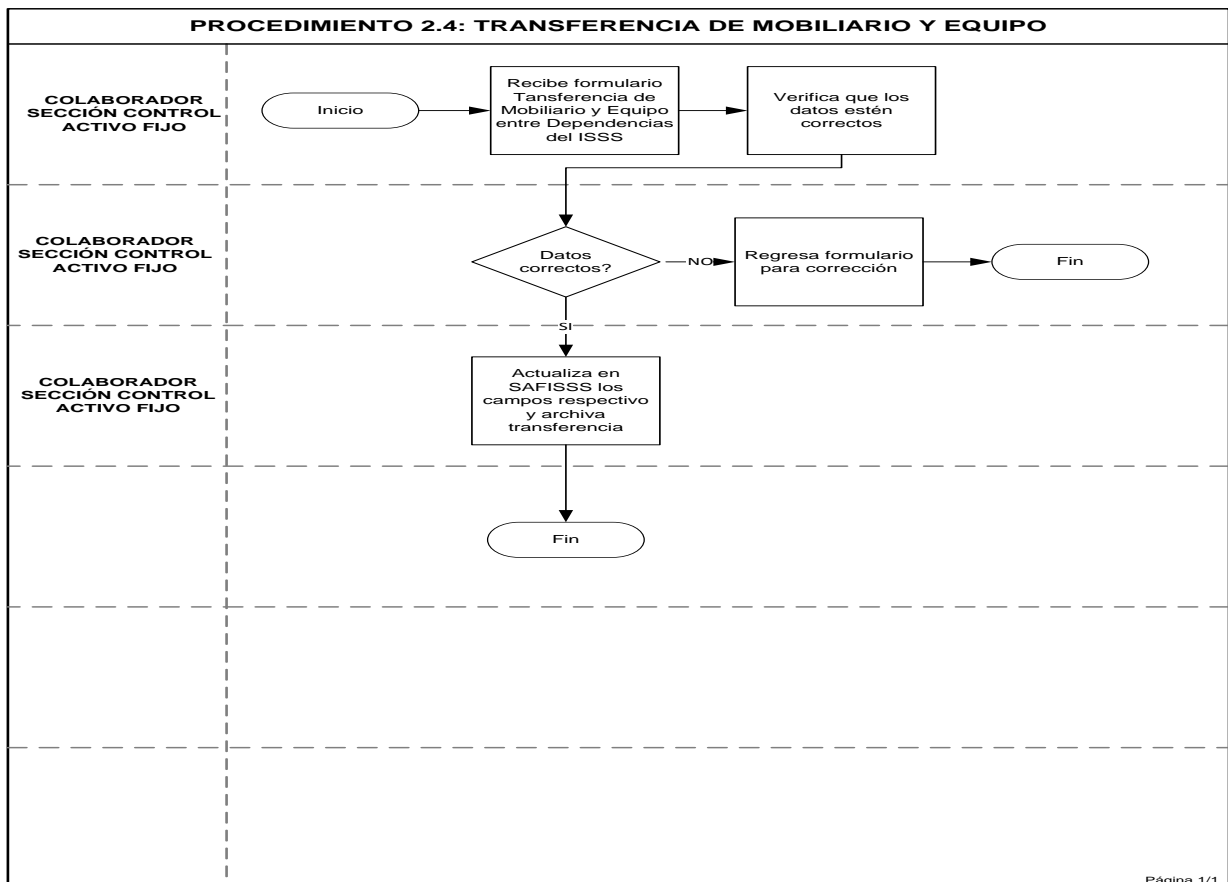 PROCEDIMIENTO 2.4: TRANSFERENCIA DE MOBILIARIO Y EQUIPO
COLABORADOR
SECCIÓN CONTROL
ACTIVO FIJO
Inicio
Recibe formulario
Tansferencia de
Mobiliario y Equipo
entre Dependencias
del ISSS
Verifica que los
datos estén
correctos
COLABORADOR
SECCIÓN CONTROL
ACTIVO FIJO
Datos
correctos?
NO
Regresa formulario
para corrección
Fin
SI
COLABORADOR
SECCIÓN CONTROL
ACTIVO FIJO
Actualiza en
SAFISSS los
campos respectivo
y archiva
transferencia
Fin
Página 1/1